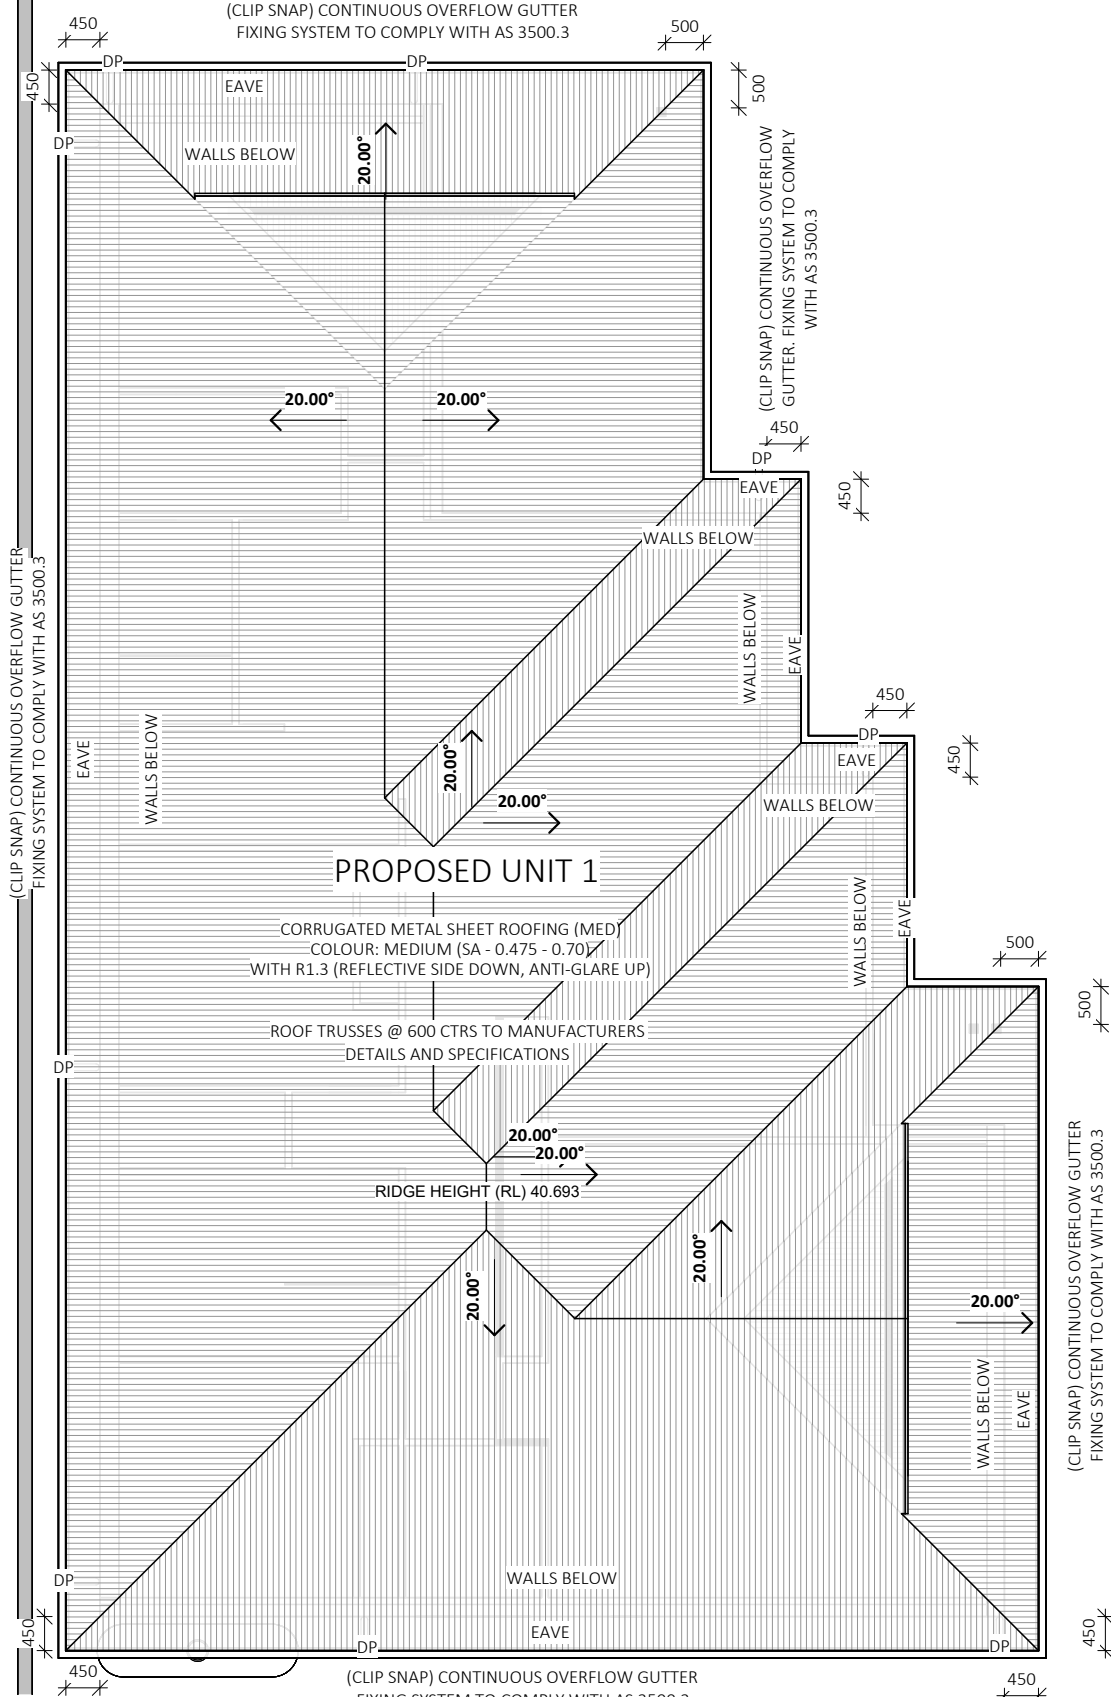 (CLIP SNAP) CONTINUOUS OVERFLOW GUTTER
FIXING SYSTEM TO COMPLY WITH AS 3500.3
450
500
DP
DP
450
EAVE
500
DP
WALLS BELOW
20.00°
(CLIP SNAP) CONTINUOUS OVERFLOW
GUTTER. FIXING SYSTEM TO COMPLY
WITH AS 3500.3
20.00°
20.00°
450
DP
EAVE
450
WALLS BELOW
(CLIP SNAP) CONTINUOUS OVERFLOW GUTTER
FIXING SYSTEM TO COMPLY WITH AS 3500.3
WALLS BELOW
EAVE
450
DP
EAVE
450
EAVE
WALLS BELOW
20.00°
20.00°
WALLS BELOW
PROPOSED UNIT 1
CORRUGATED METAL SHEET ROOFING (MED)
COLOUR: MEDIUM (SA - 0.475 - 0.70)
WITH R1.3 (REFLECTIVE SIDE DOWN, ANTI-GLARE UP)
WALLS BELOW
EAVE
500
500
ROOF TRUSSES @ 600 CTRS TO MANUFACTURERS
DETAILS AND SPECIFICATIONS
DP
20.00°
20.00°
RIDGE HEIGHT (RL) 40.693
(CLIP SNAP) CONTINUOUS OVERFLOW GUTTER
FIXING SYSTEM TO COMPLY WITH AS 3500.3
20.00°
20.00°
20.00°
WALLS BELOW
EAVE
DP
WALLS BELOW
450
EAVE
450
DP
DP
450
(CLIP SNAP) CONTINUOUS OVERFLOW GUTTER
450
FIXING SYSTEM TO COMPLY WITH AS 3500.3